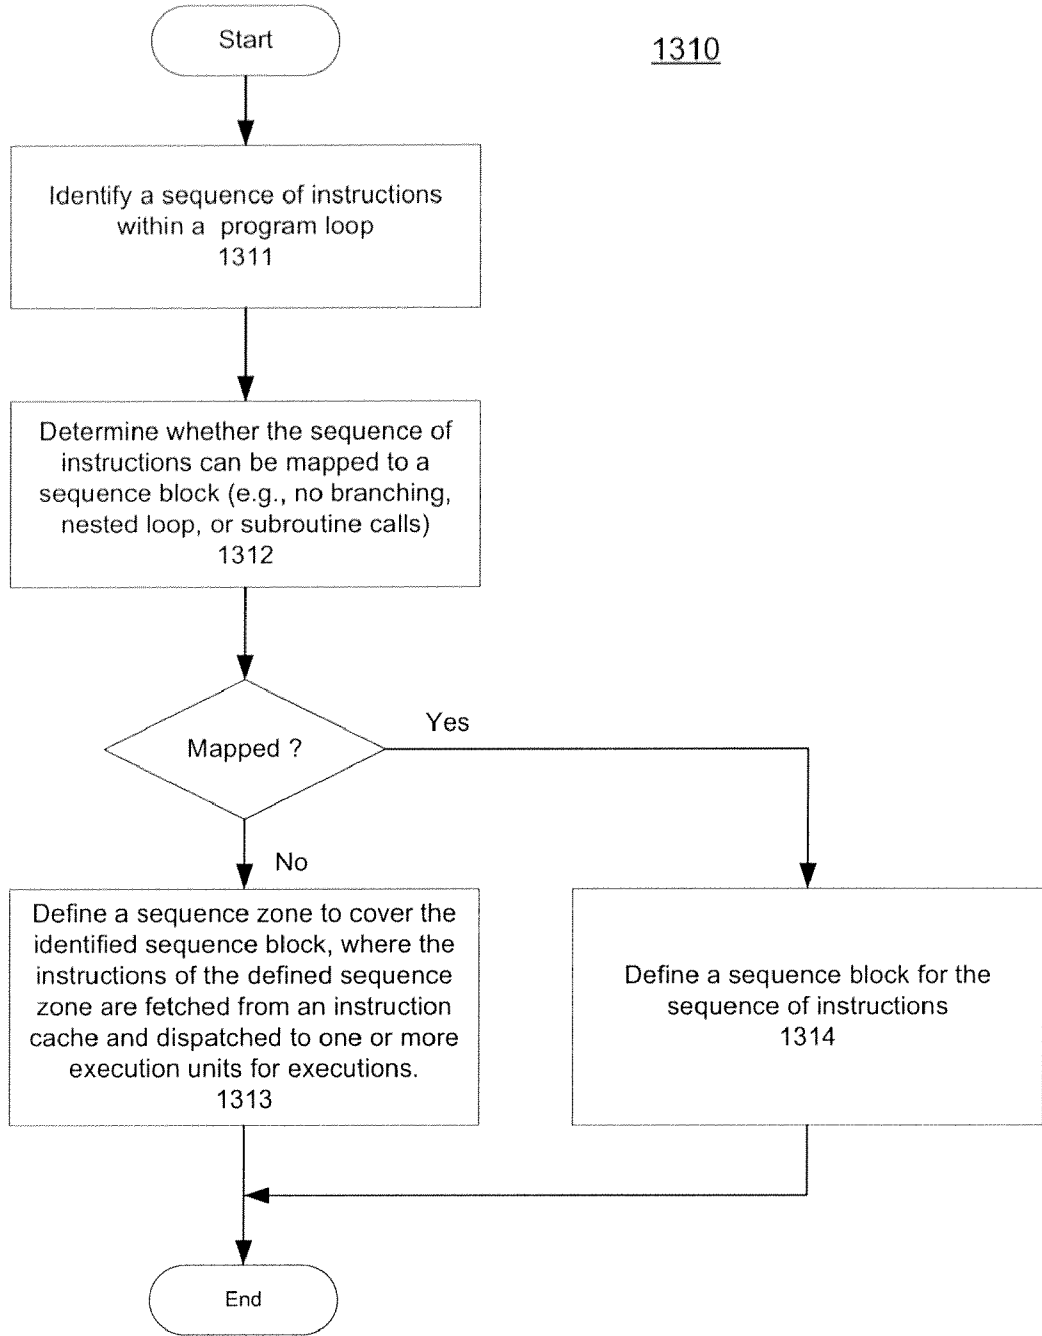 Start
1310
Identify a sequence of instructions
within a program loop
1311
Determine whether the sequence of
instructions can be mapped to a
sequence block (e.g., no branching,
nested loop, or subroutine calls)
1312
Mapped ?
Yes
No
Define a sequence zone to cover the
identified sequence block, where the
instructions of the defined sequence
zone are fetched from an instruction
cache and dispatched to one or more
execution units for executions.
1313
Define a sequence block for the
sequence of instructions
1314
End